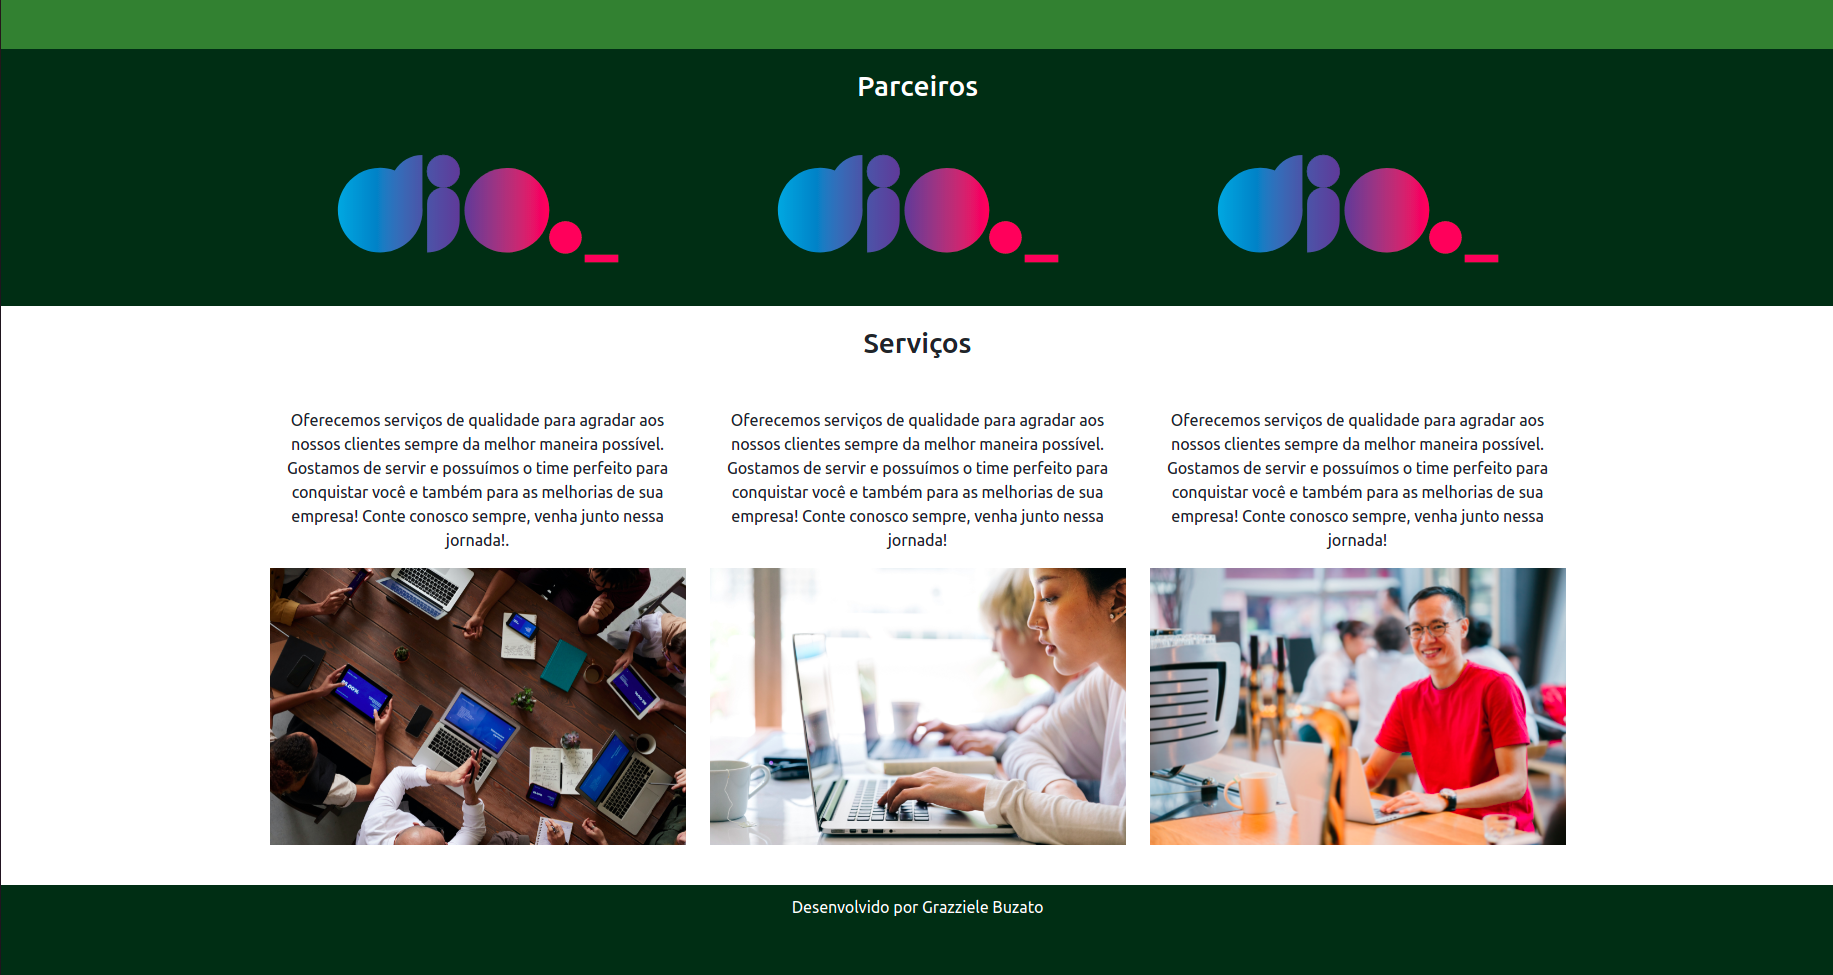 Parceiros
dio._ dio._ dio._
Serviços
Oferecemos serviços de qualidade para agradar aos
nossos clientes sempre da melhor maneira possível.
Gostamos de servir e possuímos o time perfeito para
conquistar você e também para as melhorias de sua
empresa! Conte conosco sempre, venha junto nessa
jornada!.
Oferecemos serviços de qualidade para agradar aos
nossos clientes sempre da melhor maneira possível.
Gostamos de servir e possuímos o time perfeito para
conquistar você e também para as melhorias de sua
empresa! Conte conosco sempre, venha junto nessa
jornada!
Oferecemos serviços de qualidade para agradar aos
nossos clientes sempre da melhor maneira possível.
Gostamos de servir e possuímos o time perfeito para
conquistar você e também para as melhorias de sua
empresa! Conte conosco sempre, venha junto nessa
jornada!
Desenvolvido por Grazziele Buzato